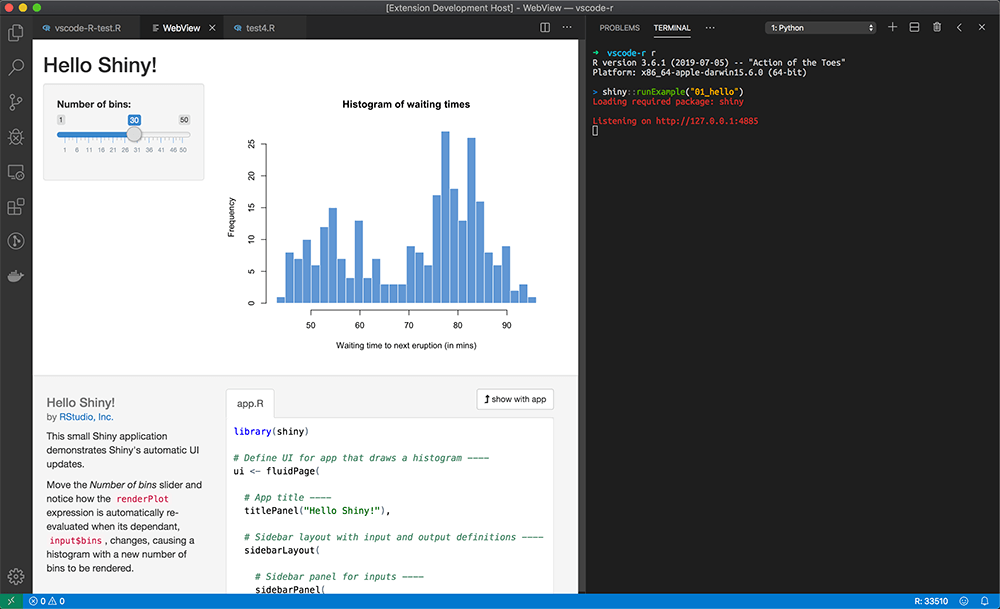 [Extension Development Host] - WebView — vscode-r
vscode-R-test.R
WebView
test4.R
Hello Shiny!
Number of bins:
1 30 50
1 6 11 16 21 26 31 36 41 46 50
Histogram of waiting times
Frequency
25
20
15
10
5
0
50 60 70 80 90
Waiting time to next eruption (in mins)
Hello Shiny!
by RStudio, Inc.
This small Shiny application
demonstrates Shiny's automatic UI
updates.
Move the Number of bins slider and
notice how the renderPlot
expression is automatically re-
evaluated when its dependant,
input$bins , changes, causing a
histogram with a new number of
bins to be rendered.
app.R
show with app
library(shiny)
# Define UI for app that draws a histogram ----
ui <- fluidPage(
# App title ----
titlePanel("Hello Shiny!"),
# Sidebar layout with input and output definitions ----
sidebarLayout(
# Sidebar panel for inputs ----
sidebarPanel(
PROBLEMS TERMINAL ···
1: Python
→ vscode-r r
R version 3.6.1 (2019-07-05) -- "Action of the Toes"
Platform: x86_64-apple-darwin15.6.0 (64-bit)
> shiny::runExample("01_hello")
Loading required package: shiny
Listening on http://127.0.0.1:4885
0 0
R: 33510